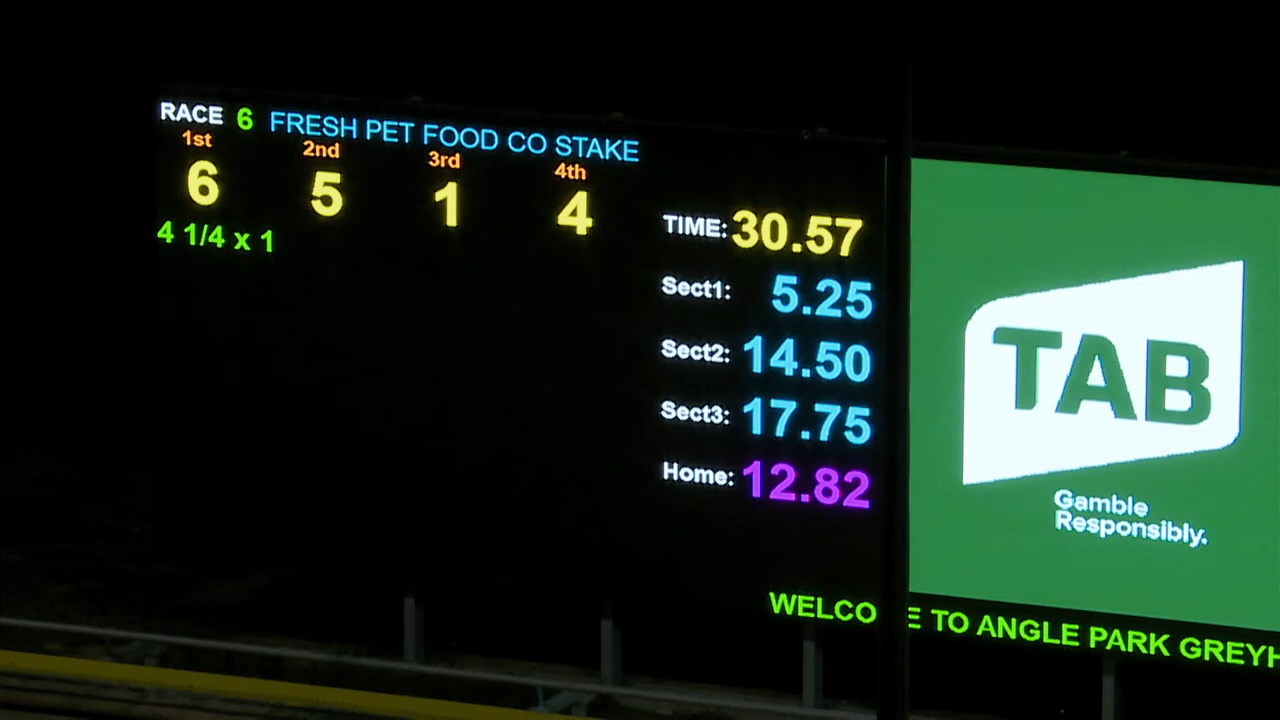 RACE 6 FRESH PET FOOD CO STAKE
1st 2nd 3rd 4th
6 5 1 4
4 1/4 x 1
TIME: 30.57
Sect1: 5.25
Sect2: 14.50
Sect3: 17.75
Home: 12.82
TAB
Gamble
Responsibly.
WELCO E TO ANGLE PARK GREYH